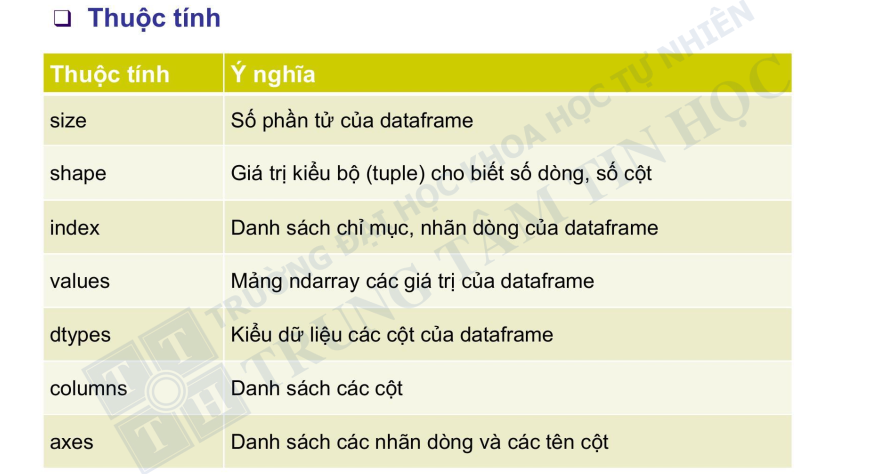 ❑ Thuộc tính
Thuộc tính Ý nghĩa
size Số phần tử của dataframe
shape Giá trị kiểu bộ (tuple) cho biết số dòng, số cột
index Danh sách chỉ mục, nhãn dòng của dataframe
values Mảng ndarray các giá trị của dataframe
dtypes Kiểu dữ liệu các cột của dataframe
columns Danh sách các cột
axes Danh sách các nhãn dòng và các tên cột
TRƯỜNG ĐẠI HỌC KHOA HỌC TỰ NHIÊN
TRUNG TÂM TIN HỌC
T T
T H